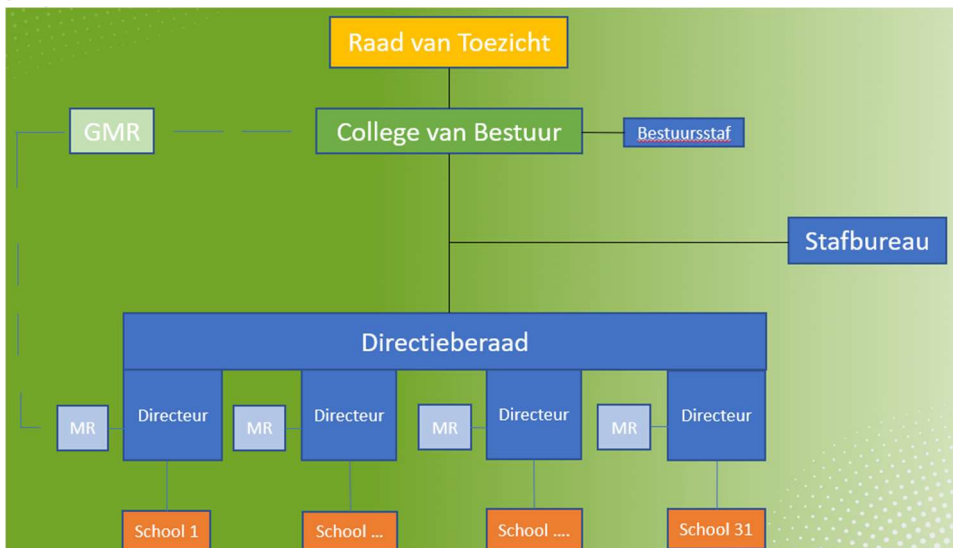 Raad van Toezicht
GMR
College van Bestuur
Bestuursstaf
Stafbureau
Directieberaad
MR
Directeur
MR
Directeur
MR
Directeur
MR
Directeur
School 1
School ...
School ....
School 31